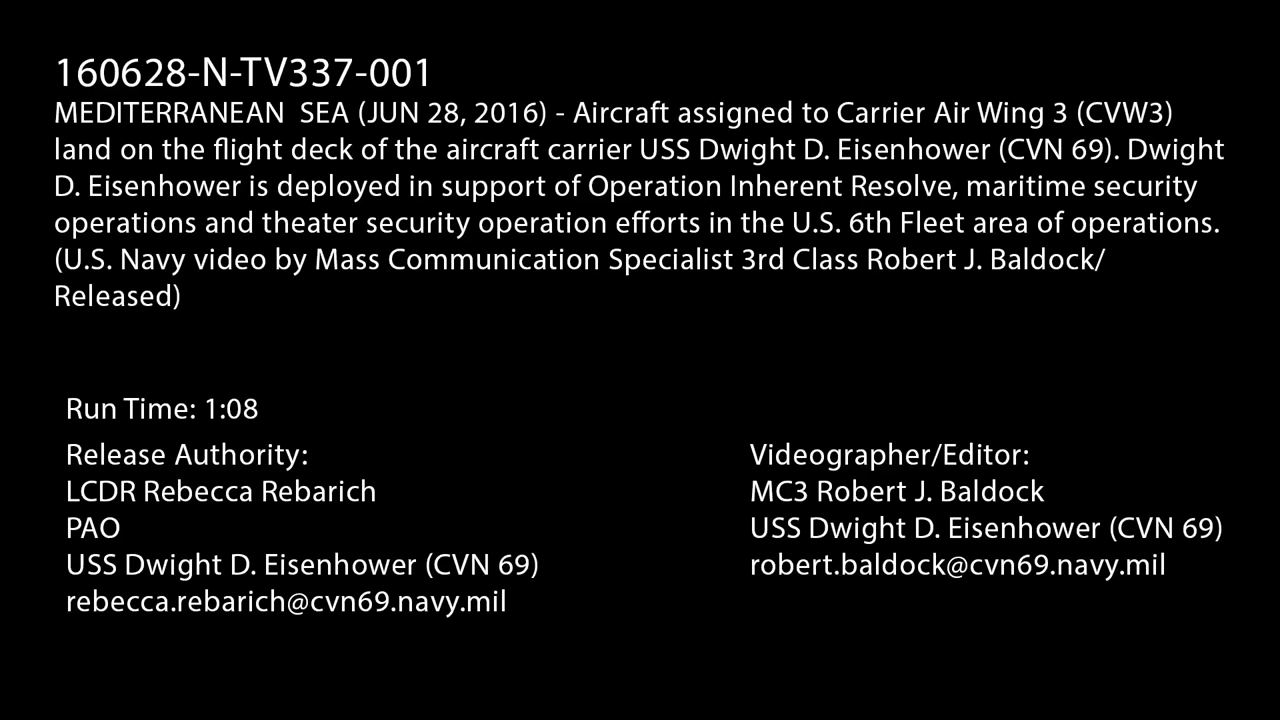 160628-N-TV337-001
MEDITERRANEAN  SEA (JUN 28, 2016) - Aircraft assigned to Carrier Air Wing 3 (CVW3)
land on the flight deck of the aircraft carrier USS Dwight D. Eisenhower (CVN 69). Dwight
D. Eisenhower is deployed in support of Operation Inherent Resolve, maritime security
operations and theater security operation efforts in the U.S. 6th Fleet area of operations.
(U.S. Navy video by Mass Communication Specialist 3rd Class Robert J. Baldock/
Released)
Run Time: 1:08
Release Authority:
LCDR Rebecca Rebarich
PAO
USS Dwight D. Eisenhower (CVN 69)
rebecca.rebarich@cvn69.navy.mil
Videographer/Editor:
MC3 Robert J. Baldock
USS Dwight D. Eisenhower (CVN 69)
robert.baldock@cvn69.navy.mil